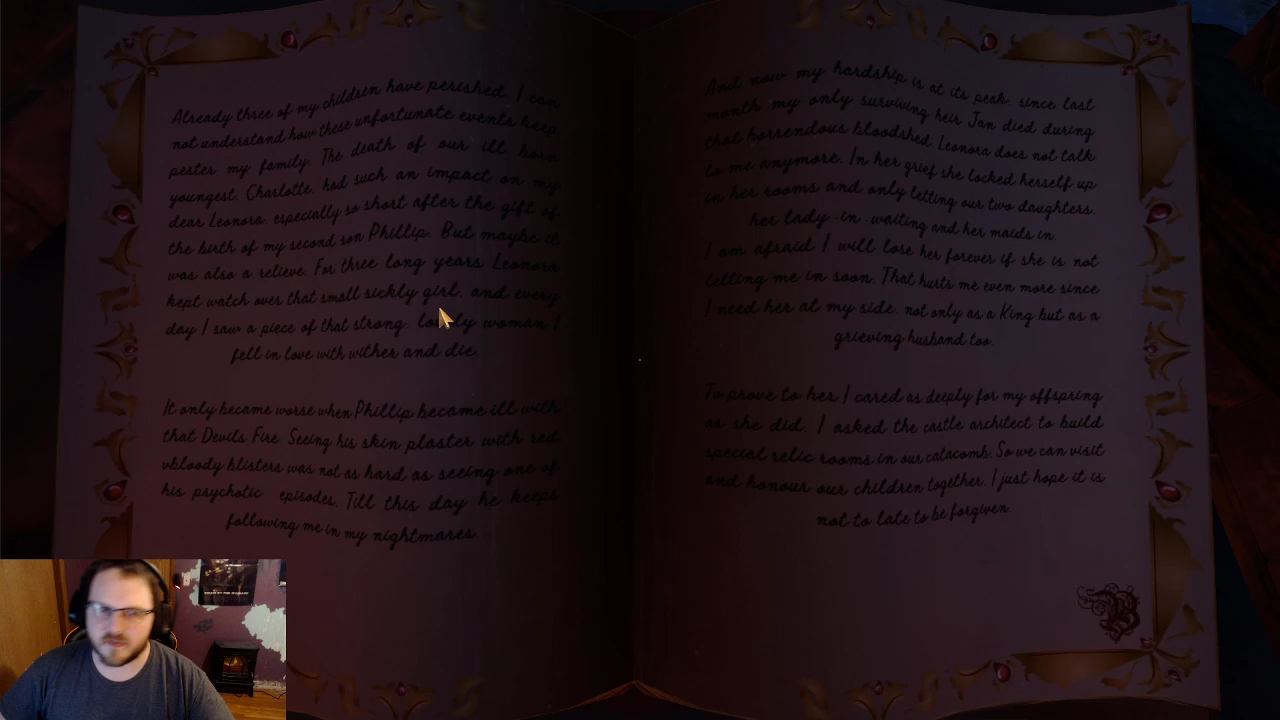 Already three of my children have perished. I can
not understand how these unfortunate events keep
pester my family. The death of our ill born
youngest, Charlotte, had such an impact on my
dear Leonora, especially so short after the gift of
the birth of my second son Phillip. But maybe it
was also a relieve. For three long years Leonora
kept watch over that small sickly girl, and every
day I saw a piece of that strong, lovely woman I
fell in love with wither and die.
It only became worse when Phillip became ill with
that Devils Fire. Seeing his skin plaster with red
vbloody blisters was not as hard as seeing one of
his psychotic episodes. Till this day he keeps
following me in my nightmares.
And now my hardship is at its peak, since last
month my only surviving heir Jan died during
that horrendous bloodshed. Leonora does not talk
to me anymore. In her grief she locked herself up
in her rooms and only letting our two daughters,
her lady-in-waiting and her maids in.
I am afraid I will lose her forever if she is not
letting me in soon. That hurts me even more since
I need her at my side, not only as a King but as a
grieving husband too.
To prove to her I cared as deeply for my offspring
as she did, I asked the castle architect to build
special relic rooms in our catacomb. So we can visit
and honour our children together. I just hope it is
not to late to be forgiven.